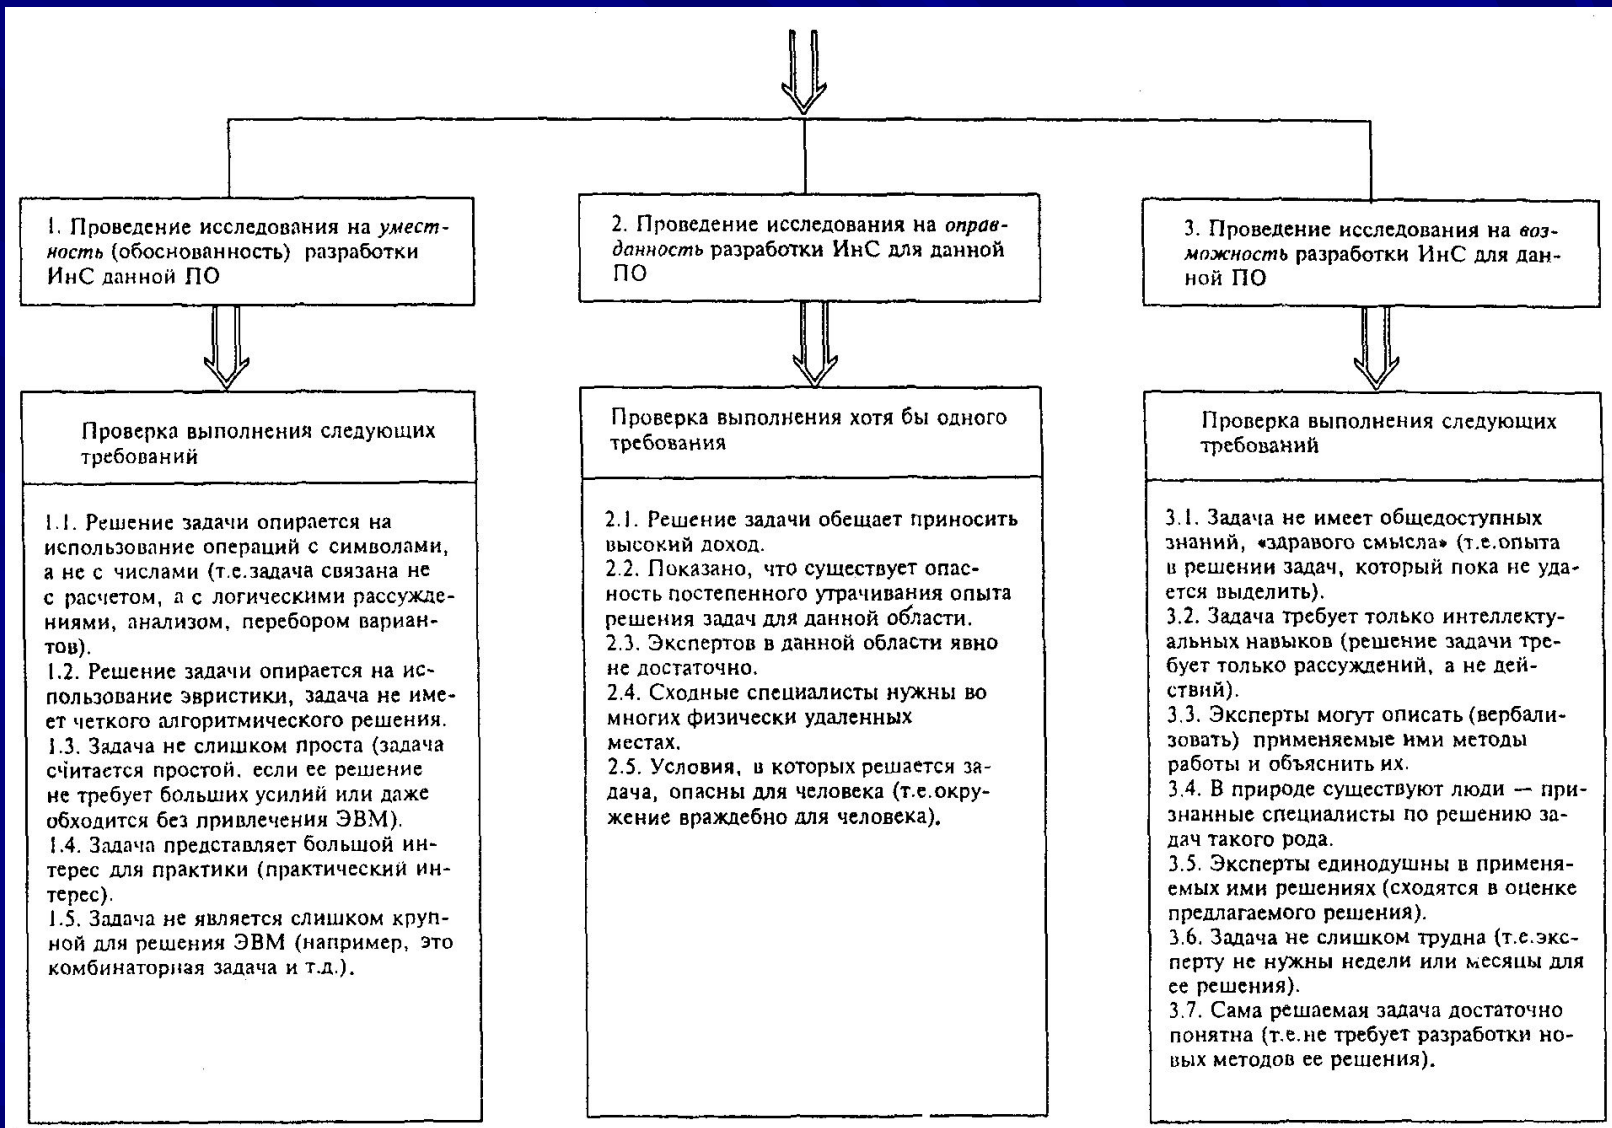 1. Проведение исследования на умест-
ность (обоснованность) разработки
ИнС данной ПО
Проверка выполнения следующих
требований
1.1. Решение задачи опирается на
использование операций с символами,
а не с числами (т.е.задача связана не
с расчетом, а с логическими рассужде-
ниями, анализом, перебором вариан-
тов).
1.2. Решение задачи опирается на ис-
пользование эвристики, задача не име-
ет четкого алгоритмического решения.
1.3. Задача не слишком проста (задача
считается простой. если ее решение
не требует больших усилий или даже
обходится без привлечения ЭВМ).
1.4. Задача представляет большой ин-
терес для практики (практический ин-
терес).
1.5. Задача не является слишком круп-
ной для решения ЭВМ (например, это
комбинаторная задача и т.д.).
2. Проведение исследования на оправ-
данность разработки ИнС для данной
ПО
Проверка выполнения хотя бы одного
требования
2.1. Решение задачи обещает приносить
высокий доход.
2.2. Показано, что существует опас-
ность постепенного утрачивания опыта
решения задач для данной области.
2.3. Экспертов в данной области явно
не достаточно.
2.4. Сходные специалисты нужны во
многих физически удаленных
местах.
2.5. Условия, в которых решается за-
дача, опасны для человека (т.е.окру-
жение враждебно для человека).
3. Проведение исследования на воз-
можность разработки ИнС для дан-
ной ПО
Проверка выполнения следующих
требований
3.1. Задача не имеет общедоступных
знаний, «здравого смысла» (т.е.опыта
в решении задач, который пока не уда-
ется выделить).
3.2. Задача требует только интеллекту-
альных навыков (решение задачи тре-
бует только рассуждений, а не дей-
ствий).
3.3. Эксперты могут описать (вербали-
зовать) применяемые ими методы
работы и объяснить их.
3.4. В природе существуют люди — при-
знанные специалисты по решению за-
дач такого рода.
3.5. Эксперты единодушны в применя-
емых ими решениях (сходятся в оценке
предлагаемого решения).
3.6. Задача не слишком трудна (т.е.экс-
перту не нужны недели или месяцы для
ее решения).
3.7. Сама решаемая задача достаточно
понятна (т.е.не требует разработки но-
вых методов ее решения).